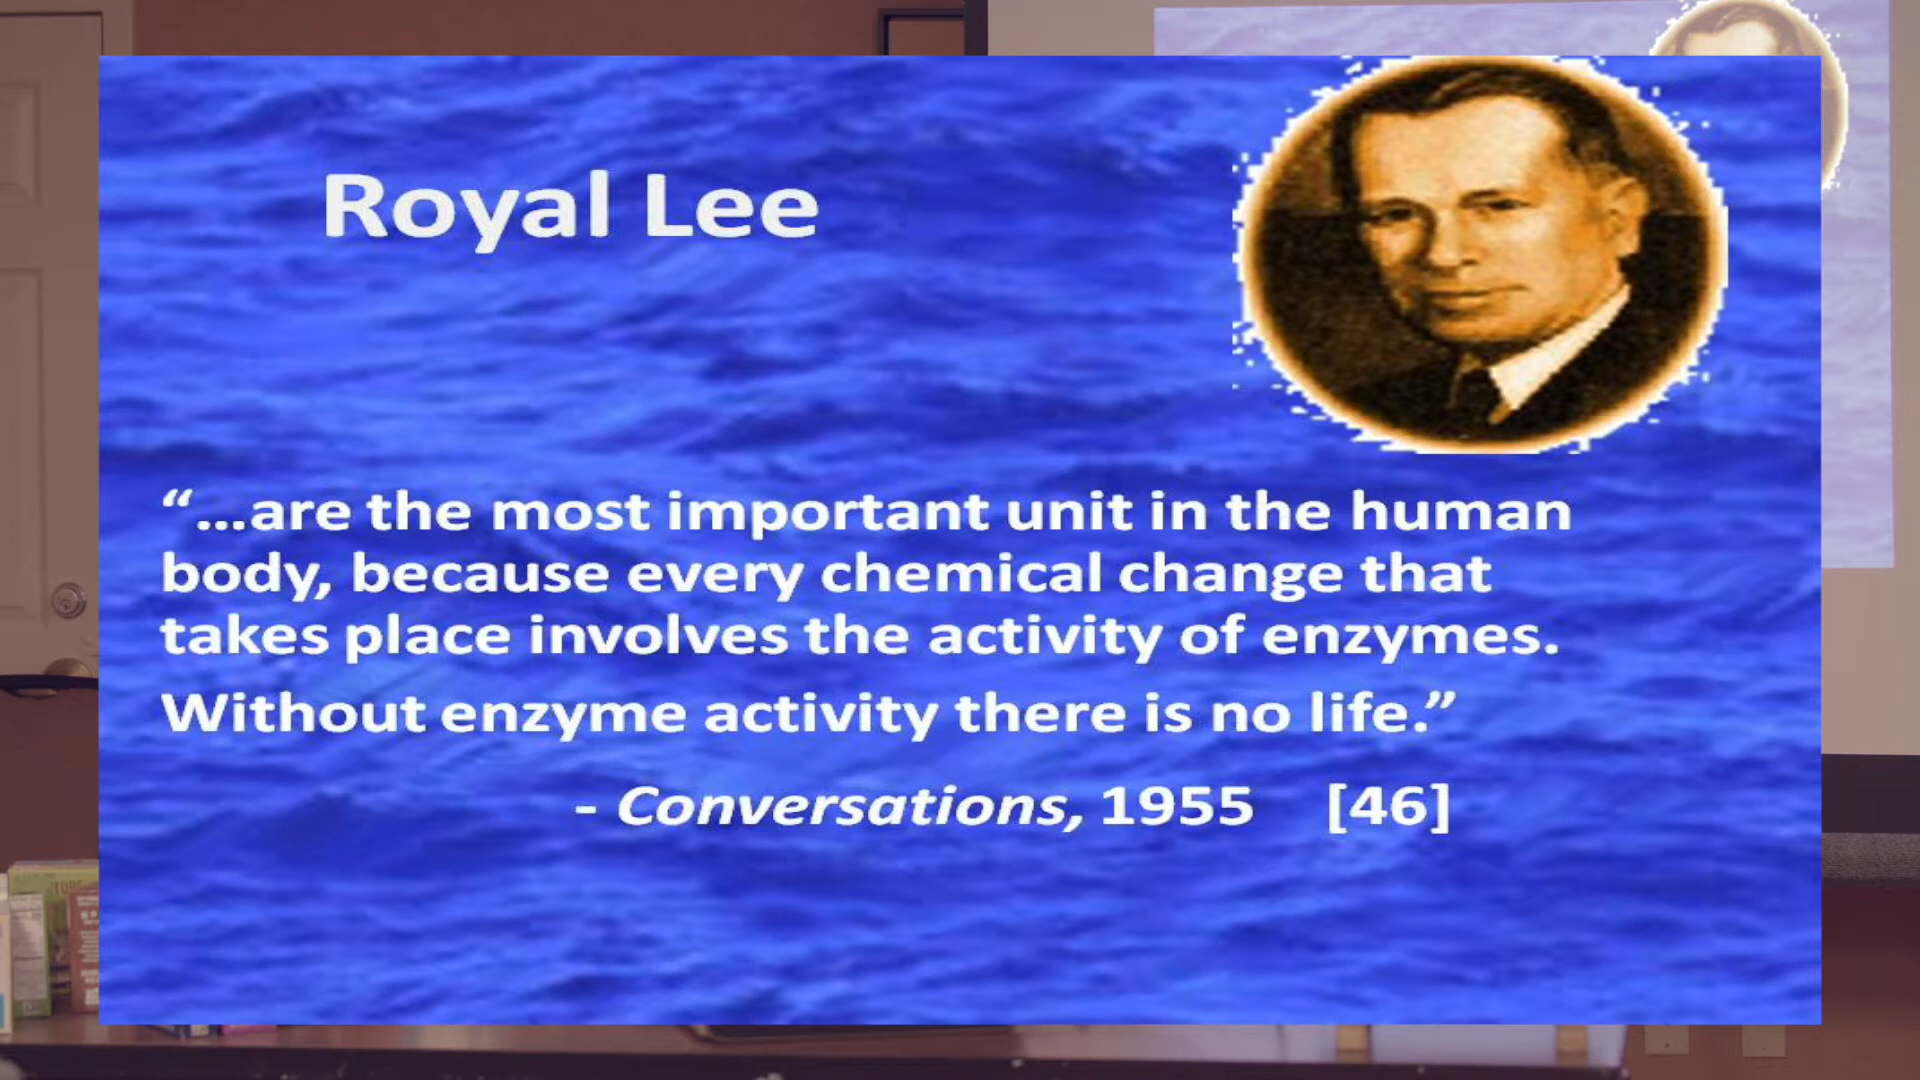 Royal Lee
“...are the most important unit in the human
body, because every chemical change that
takes place involves the activity of enzymes.
Without enzyme activity there is no life.”
- Conversations, 1955 [46]